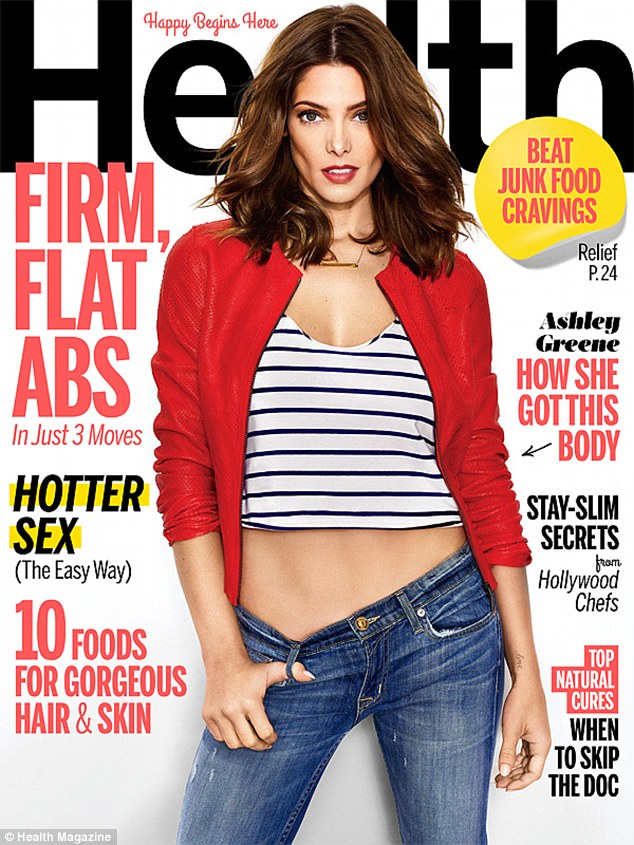 Happy Begins Here
Health
FIRM,
FLAT
ABS
In Just 3 Moves
HOTTER
SEX
(The Easy Way)
10 FOODS
FOR GORGEOUS
HAIR & SKIN
BEAT
JUNK FOOD
CRAVINGS
Relief
P. 24
Ashley
Greene
HOW SHE
GOT THIS
BODY
STAY-SLIM
SECRETS
from
Hollywood
Chefs
TOP
NATURAL
CURES
WHEN
TO SKIP
THE DOC
© Health Magazine